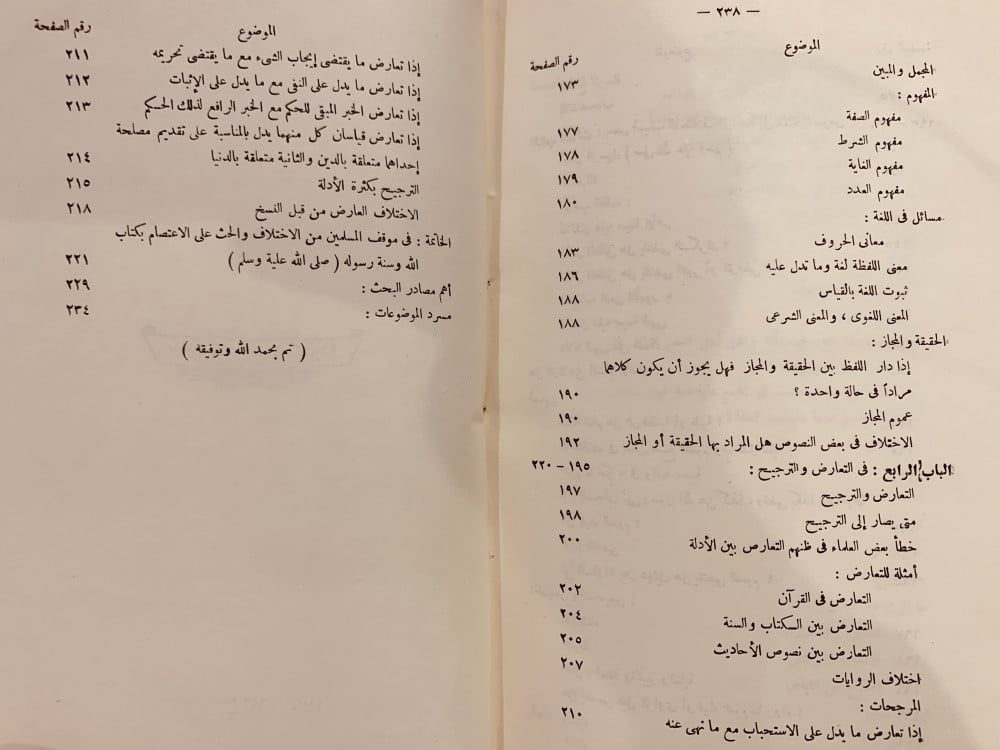 — ٢٣٨ —
الموضوع رقم الصفحة
المجمل والمبين ١٧٣
المفهوم :
مفهوم الصفة ١٧٧
مفهوم الشرط ١٧٨
مفهوم الغاية ١٧٩
مفهوم العدد ١٨٠
مسائل فى اللغة :
معانى الحروف ١٨٣
معنى اللفظة لغة وما تدل عليه ١٨٦
ثبوت اللغة بالقياس ١٨٨
المعنى اللغوى ، والمعنى الشرعى ١٨٨
الحقيقة والمجاز :
إذا دار اللفظ بين الحقيقة والمجاز فهل يجوز أن يكون كلاهما
مراداً فى حالة واحدة ؟ ١٩٠
عموم المجاز ١٩٠
الاختلاف فى بعض النصوص هل المراد بها الحقيقة أو المجاز ١٩٢
الباب الرابع : فى التعارض والترجيح : ١٩٥ – ٢٢٠
التعارض والترجيح ١٩٧
متى يصار إلى الترجيح ١٩٨
خطأ بعض العلماء فى ظنهم التعارض بين الأدلة ٢٠٠
أمثلة للتعارض :
التعارض فى القرآن ٢٠٢
التعارض بين الكتاب والسنة ٢٠٤
التعارض بين نصوص الأحاديث ٢٠٥
اختلاف الروايات ٢٠٧
المرجحات :
إذا تعارض ما يدل على الاستحباب مع ما نهى عنه ٢١٠
الموضوع رقم الصفحة
إذا تعارض ما يقتضى إيجاب الشىء مع ما يقتضى تحريمه ٢١١
إذا تعارض ما يدل على النفى مع ما يدل على الإثبات ٢١٢
إذا تعارض الخبر المبقى للحكم مع الخبر الرافع لذلك الحكم ٢١٣
إذا تعارض قياسان كل منهما يدل بالمناسبة على تقديم مصلحة
إحداهما متعلقة بالدين والثانية متعلقة بالدنيا ٢١٤
الترجيح بكثرة الأدلة ٢١٥
الاختلاف العارض من قبل النسخ ٢١٨
الخاتمة : فى موقف المسلمين من الاختلاف والحث على الاعتصام بكتاب
الله وسنة رسوله ( صلى الله علية وسلم ) ٢٢١
أهم مصادر البحث : ٢٢٩
مسرد الموضوعات : ٢٣٤
( تم بحمد الله وتوفيقه )